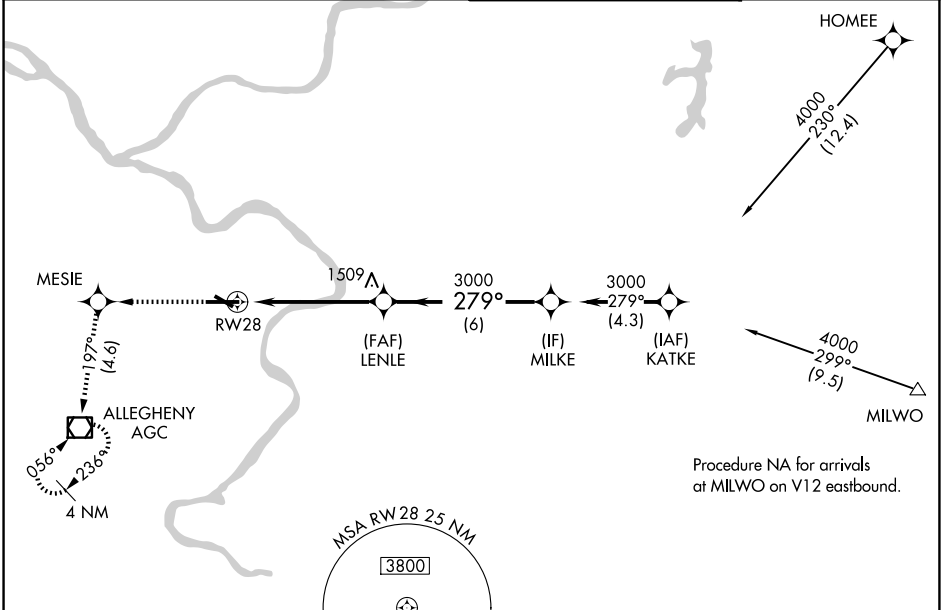 HOMEE
4000
230°
(12.4)
MESIE
1509
3000
279°
(6)
3000
279°
(4.3)
RW28
(FAF)
LENLE
(IF)
MILKE
(IAF)
KATKE
4000
299°
(9.5)
MILWO
197°
(4.6)
ALLEGHENY
AGC
056°
236°
4 NM
Procedure NA for arrivals
at MILWO on V12 eastbound.
MSA RW 28 25 NM
3800